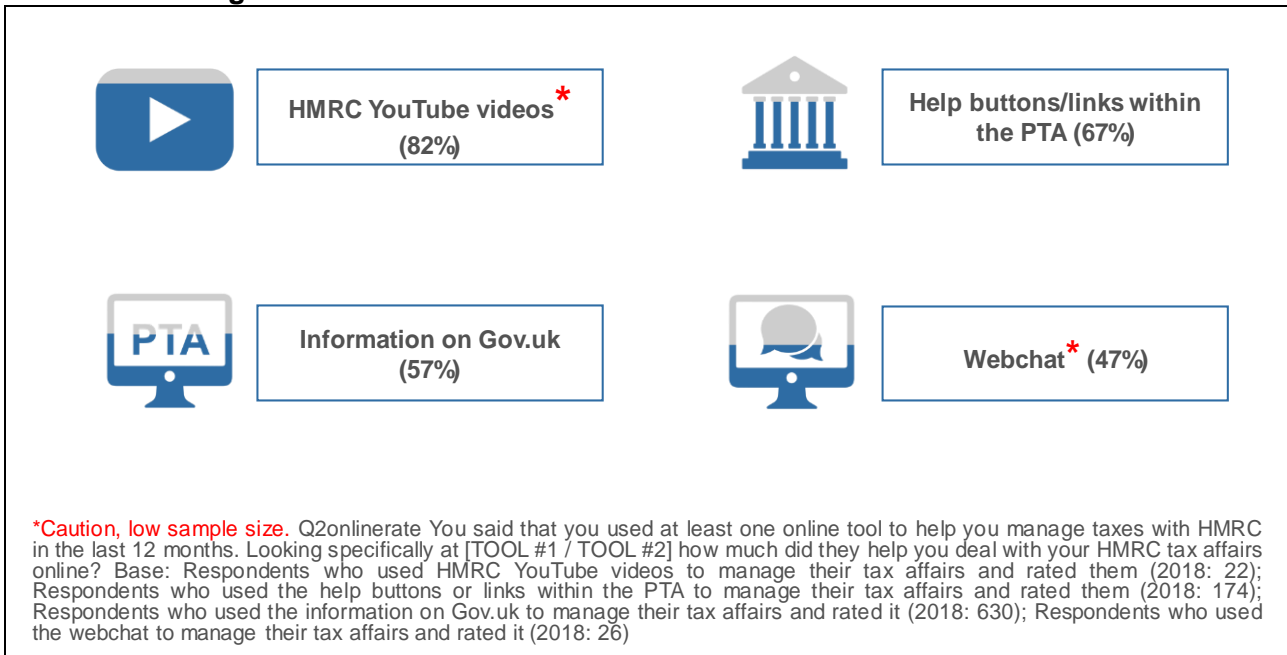 HMRC YouTube videos*
(82%)
Help buttons/links within
the PTA (67%)
PTA
Information on Gov.uk
(57%)
Webchat* (47%)
*Caution, low sample size. Q2onlinerate You said that you used at least one online tool to help you manage taxes with HMRC
in the last 12 months. Looking specifically at [TOOL #1 / TOOL #2] how much did they help you deal with your HMRC tax affairs
online? Base: Respondents who used HMRC YouTube videos to manage their tax affairs and rated them (2018: 22);
Respondents who used the help buttons or links within the PTA to manage their tax affairs and rated them (2018: 174);
Respondents who used the information on Gov.uk to manage their tax affairs and rated it (2018: 630); Respondents who used
the webchat to manage their tax affairs and rated it (2018: 26)